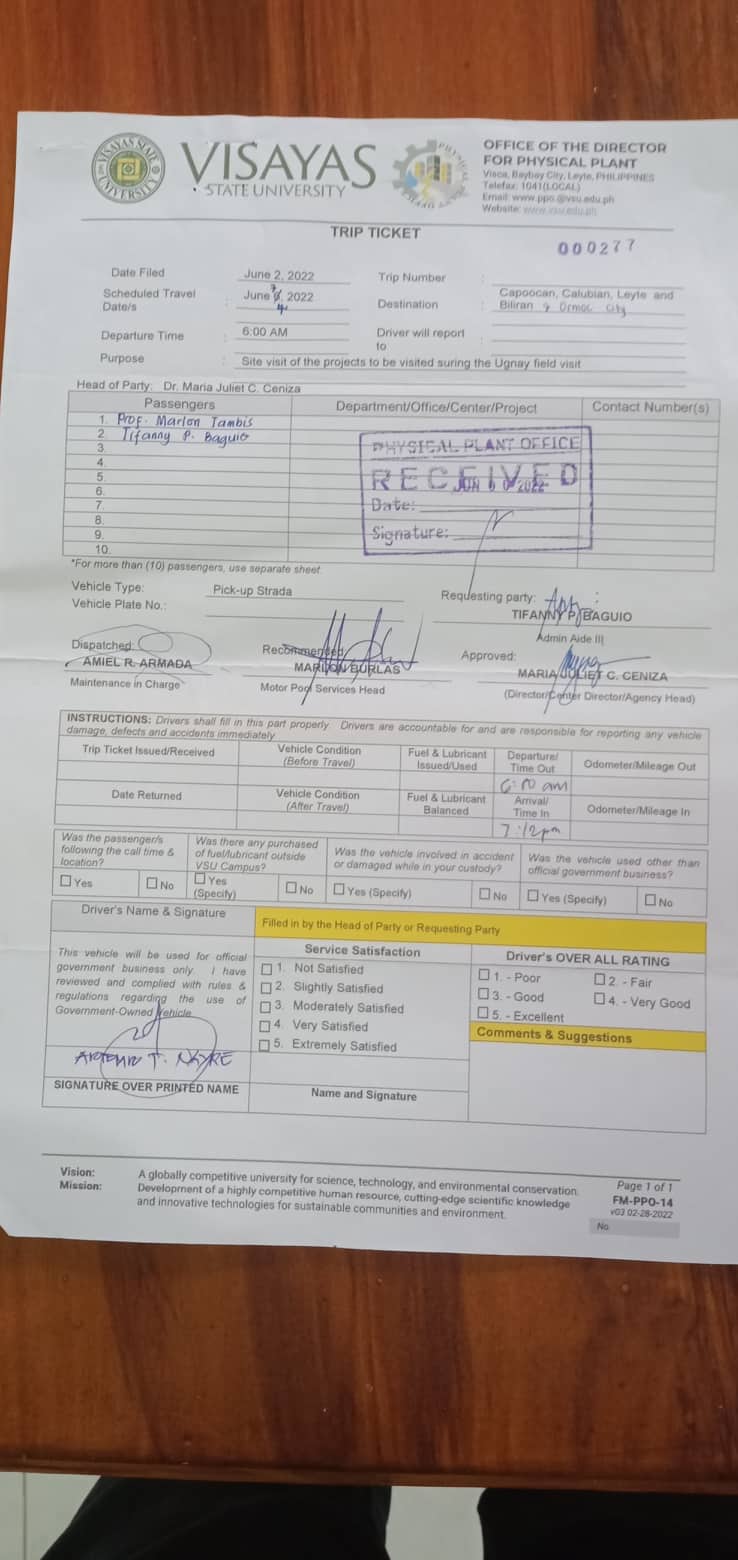 VISAYAS STATE UNIVERSITY
VISAYAS
STATE UNIVERSITY
OFFICE OF THE DIRECTOR
FOR PHYSICAL PLANT
Visca, Baybay City, Leyte, PHILIPPINES
Telefax: 1041(LOCAL)
Email: www.ppo.@vsu.edu.ph
Website: www.vsu.edu.ph
TRIP TICKET
000277
Date Filed : June 2, 2022 Trip Number :
Scheduled Travel Date/s : June , 2022 Destination : Capoocan, Calubian, Leyte and Biliran & Ormoc City
Departure Time : 6:00 AM Driver will report to :
Purpose : Site visit of the projects to be visited suring the Ugnay field visit
Head of Party: Dr. Maria Juliet C. Ceniza
Passengers Department/Office/Center/Project Contact Number(s)
1. Prof. Marlon Tambis
2. Tifanny P. Baguio
3.
4.
5.
6.
7.
8.
9.
10.
PHYSICAL PLANT OFFICE
RECEIVED
JUN 2022
Date:
Signature:
*For more than (10) passengers, use separate sheet.
Vehicle Type: Pick-up Strada
Vehicle Plate No.:
Requesting party: :
TIFANNY P. BAGUIO
Admin Aide III
Dispatched: Recommended: Approved:
AMIEL R. ARMADA MARLON BURLAS MARIA JULIET C. CENIZA
Maintenance in Charge Motor Pool Services Head (Director/Center Director/Agency Head)
INSTRUCTIONS: Drivers shall fill in this part properly. Drivers are accountable for and are responsible for reporting any vehicle
damage, defects and accidents immediately
Trip Ticket Issued/Received Vehicle Condition (Before Travel) Fuel & Lubricant Issued/Used Departure/ Time Out Odometer/Mileage Out
6:10 am
Date Returned Vehicle Condition (After Travel) Fuel & Lubricant Balanced Arrival/ Time In Odometer/Mileage In
7:12pm
Was the passenger/s following the call time & location? Was there any purchased of fuel/lubricant outside VSU Campus? Was the vehicle involved in accident or damaged while in your custody? Was the vehicle used other than official government business?
Yes No Yes (Specify) No Yes (Specify) No Yes (Specify) No
Driver's Name & Signature
Filled in by the Head of Party or Requesting Party
This vehicle will be used for official
government business only. I have
reviewed and complied with rules &
regulations regarding the use of
Government-Owned Vehicle.
Service Satisfaction
1. Not Satisfied
2. Slightly Satisfied
3. Moderately Satisfied
4. Very Satisfied
5. Extremely Satisfied
Driver's OVER ALL RATING
1. - Poor 2. - Fair
3. - Good 4. - Very Good
5. - Excellent
Comments & Suggestions
T. NAYRE
SIGNATURE OVER PRINTED NAME
Name and Signature
Vision: A globally competitive university for science, technology, and environmental conservation.
Mission: Development of a highly competitive human resource, cutting-edge scientific knowledge
and innovative technologies for sustainable communities and environment.
Page 1 of 1
FM-PPO-14
v03 02-28-2022
No.